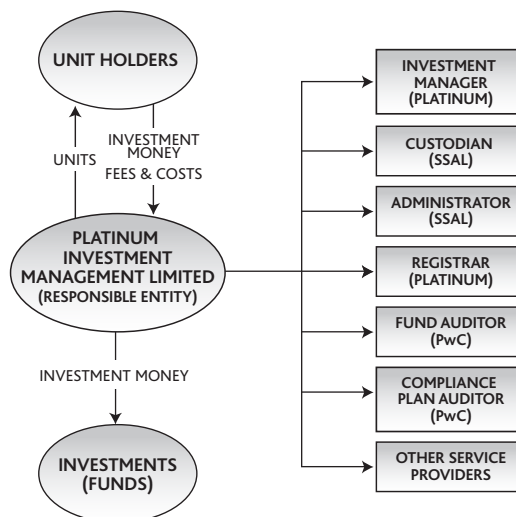 UNIT HOLDERS
UNITS
INVESTMENT
MONEY
FEES & COSTS
PLATINUM
INVESTMENT
MANAGEMENT LIMITED
(RESPONSIBLE ENTITY)
INVESTMENT MONEY
INVESTMENTS
(FUNDS)
INVESTMENT
MANAGER
(PLATINUM)
CUSTODIAN
(SSAL)
ADMINISTRATOR
(SSAL)
REGISTRAR
(PLATINUM)
FUND AUDITOR
(PwC)
COMPLIANCE
PLAN AUDITOR
(PwC)
OTHER SERVICE
PROVIDERS